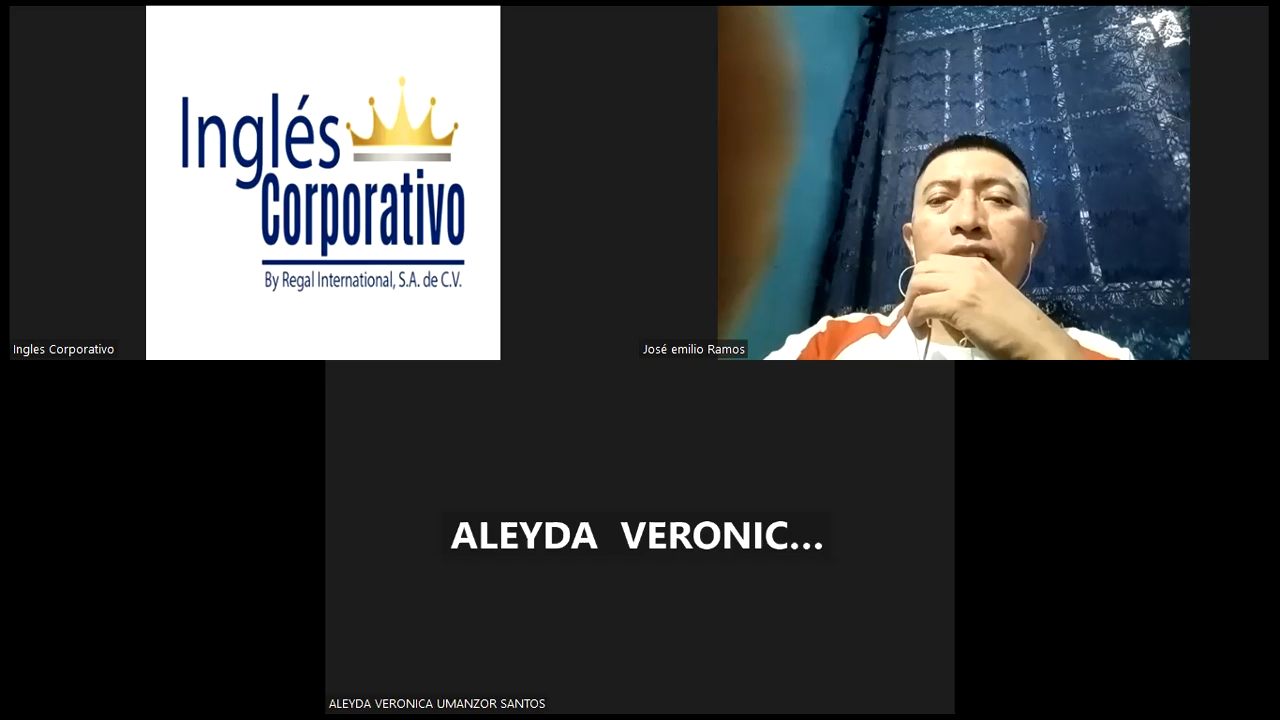 Inglés
Corporativo
By Regal International, S.A. de C.V.
Ingles Corporativo
José emilio Ramos
ALEYDA VERONIC...
ALEYDA VERONICA UMANZOR SANTOS